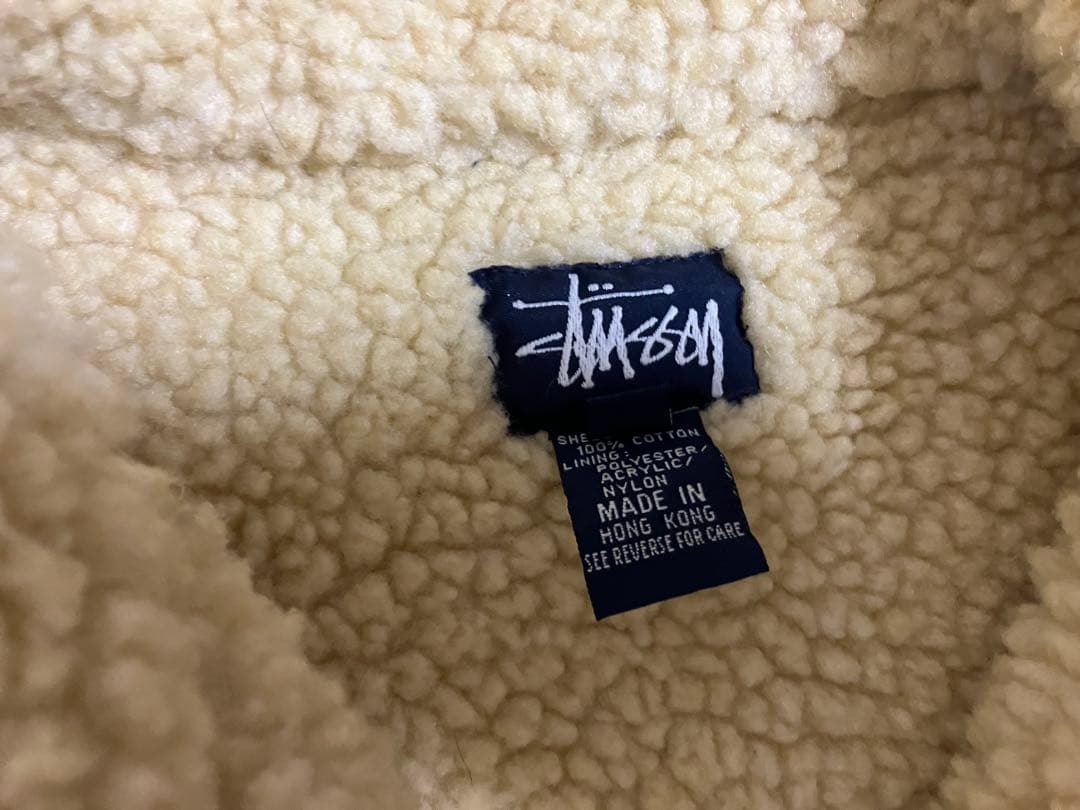 Stüssy
100% COTTON
LINING:
POLYESTER/
ACRYLIC/
NYLON
MADE IN
HONG KONG
SEE REVERSE FOR CARE